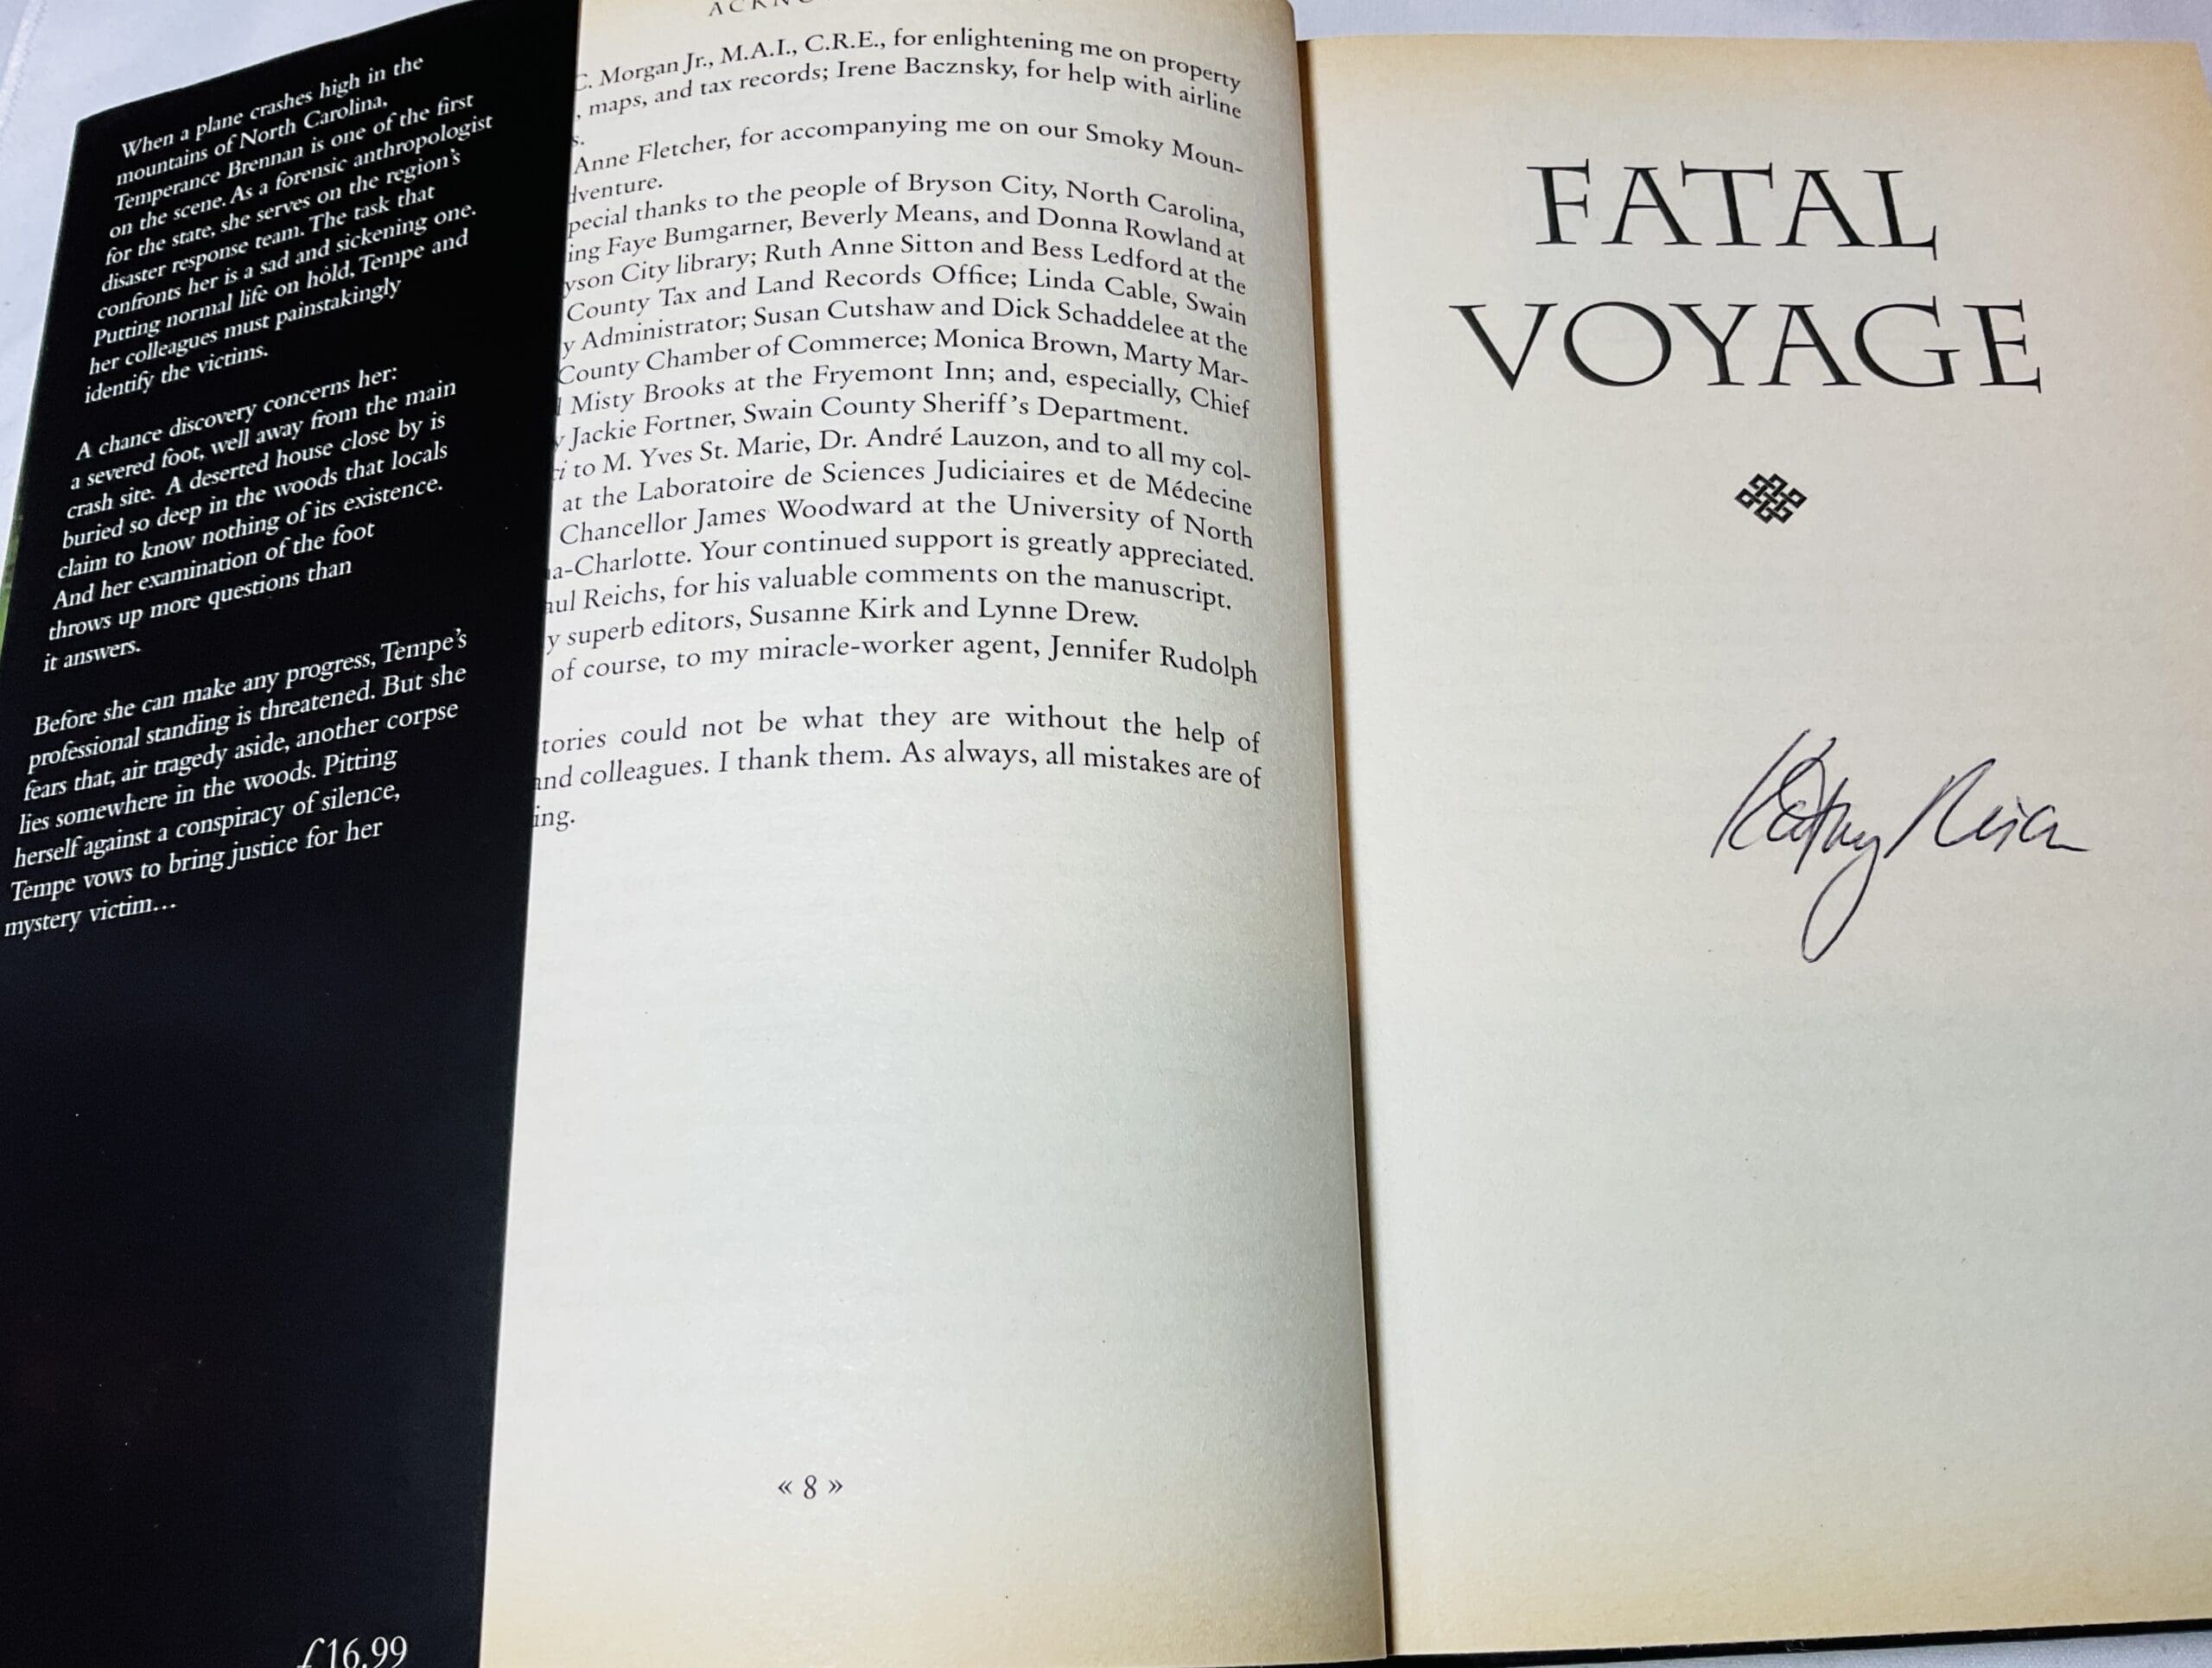 When a plane crashes high in the
mountains of North Carolina,
Temperance Brennan is one of the first
on the scene. As a forensic anthropologist
for the state, she serves on the region's
disaster response team. The task that
confronts her is a sad and sickening one.
Putting normal life on hold, Tempe and
her colleagues must painstakingly
identify the victims.
A chance discovery concerns her:
a severed foot, well away from the main
crash site. A deserted house close by is
buried so deep in the woods that locals
claim to know nothing of its existence.
And her examination of the foot
throws up more questions than
it answers.
Before she can make any progress, Tempe's
professional standing is threatened. But she
fears that, air tragedy aside, another corpse
lies somewhere in the woods. Pitting
herself against a conspiracy of silence,
Tempe vows to bring justice for her
mystery victim...
£16.99
C. Morgan Jr., M.A.I., C.R.E., for enlightening me on property
, maps, and tax records; Irene Bacznsky, for help with airline
s.
Anne Fletcher, for accompanying me on our Smoky Moun-
dventure.
pecial thanks to the people of Bryson City, North Carolina,
ing Faye Bumgarner, Beverly Means, and Donna Rowland at
yson City library; Ruth Anne Sitton and Bess Ledford at the
County Tax and Land Records Office; Linda Cable, Swain
y Administrator; Susan Cutshaw and Dick Schaddelee at the
County Chamber of Commerce; Monica Brown, Marty Mar-
Misty Brooks at the Fryemont Inn; and, especially, Chief
y Jackie Fortner, Swain County Sheriff's Department.
ci to M. Yves St. Marie, Dr. André Lauzon, and to all my col-
at the Laboratoire de Sciences Judiciaires et de Médecine
Chancellor James Woodward at the University of North
a-Charlotte. Your continued support is greatly appreciated.
aul Reichs, for his valuable comments on the manuscript.
y superb editors, Susanne Kirk and Lynne Drew.
of course, to my miracle-worker agent, Jennifer Rudolph
tories could not be what they are without the help of
and colleagues. I thank them. As always, all mistakes are of
ing.
« 8 »
FATAL
VOYAGE
Kathy Reichs